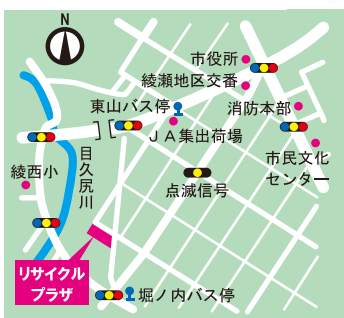 N
市役所
綾瀬地区交番
東山バス停
消防本部
JA集出荷場
目久尻川
綾西小
市民文化
センター
点滅信号
リサイクル
プラザ
堀ノ内バス停